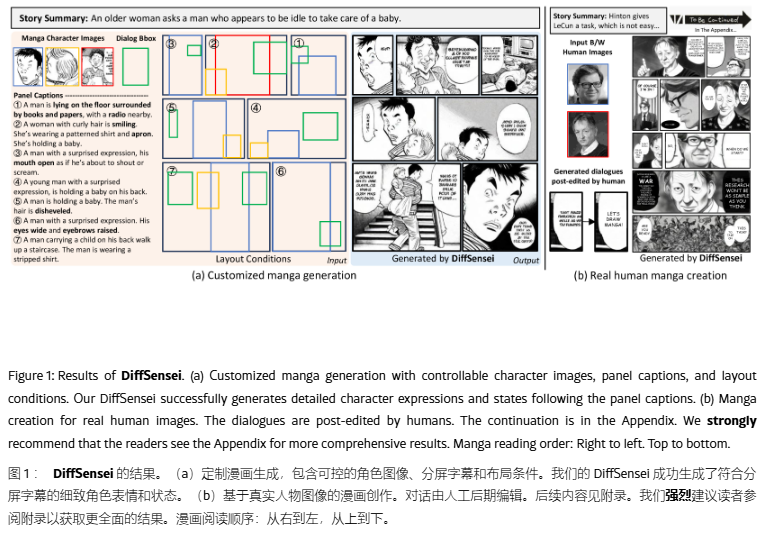 Story Summary: An older woman asks a man who appears to be idle to take care of a baby.
Manga Character Images
Dialog Bbox
Panel Captions
① A man is lying on the floor surrounded
by books and papers, with a radio nearby.
② A woman with curly hair is smiling.
She's wearing a patterned shirt and apron.
She's holding a baby.
③ A man with a surprised expression, his
mouth open as if he's about to shout or
scream.
④ A young man with a surprised
expression, is holding a baby on his back.
⑤ A man is holding a baby. The man's
hair is disheveled.
⑥ A man with a surprised expression. His
eyes wide and eyebrows raised.
⑦ A man carrying a child on his back walk
up a staircase. The man is wearing a
stripped shirt.
③
②
①
⑤
④
⑦
⑥
Layout Conditions
Input
Generated by DiffSensei
Output
(a) Customized manga generation
Story Summary: Hinton gives
LeCun a task, which is not easy...
To Be Continued
In The Appendix...
Input B/W
Human Images
Generated dialogues
post-edited by human
LET'S
DRAW
MANGA!
WAR
THIS
RESEARCH
WON'T BE
AS SIMPLE
AS YOU
THINK
Generated by DiffSensei
(b) Real human manga creation
Figure 1: Results of DiffSensei. (a) Customized manga generation with controllable character images, panel captions, and layout
conditions. Our DiffSensei successfully generates detailed character expressions and states following the panel captions. (b) Manga
creation for real human images. The dialogues are post-edited by humans. The continuation is in the Appendix. We strongly
recommend that the readers see the Appendix for more comprehensive results. Manga reading order: Right to left. Top to bottom.
图 1： DiffSensei 的结果。（a）定制漫画生成，包含可控的角色图像、分屏字幕和布局条件。我们的 DiffSensei 成功生成了符合分
屏字幕的细致角色表情和状态。（b）基于真实人物图像的漫画创作。对话由人工后期编辑。后续内容见附录。我们强烈建议读者参
阅附录以获取更全面的结果。漫画阅读顺序：从右到左，从上到下。